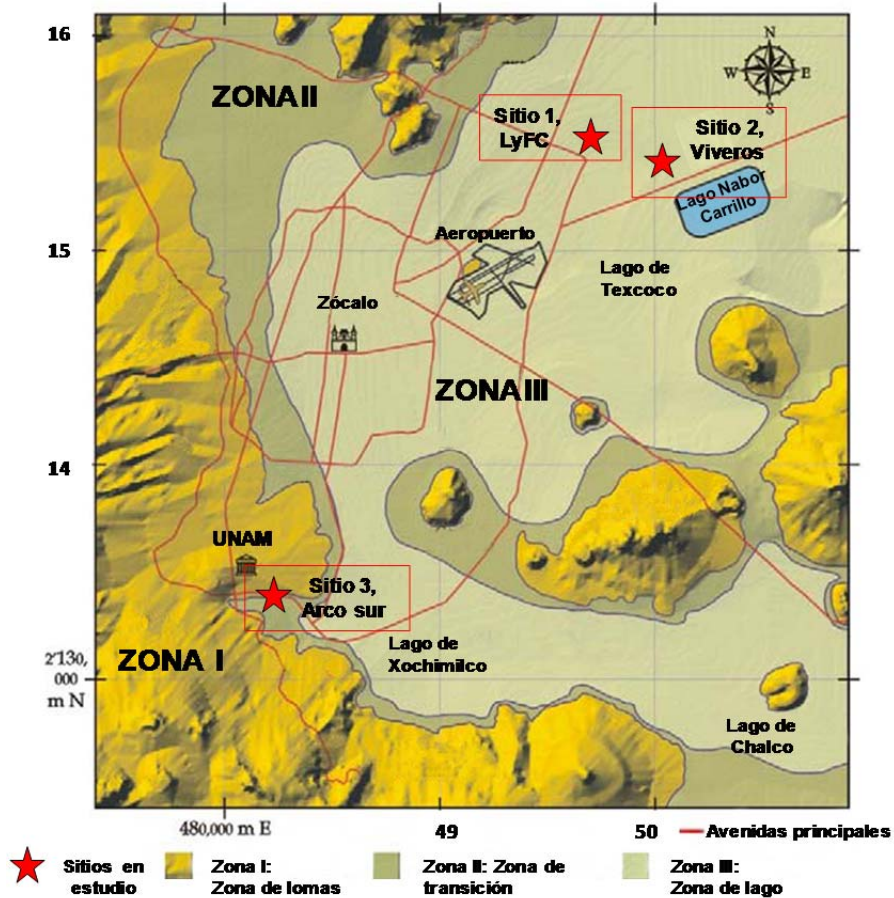 16
N
W E
S
ZONA II
Sitio 1,
LyFC
Sitio 2,
Viveros
Lago Nabor
Carrillo
15
Aeropuerto
Lago de
Texcoco
Zócalo
ZONA III
14
UNAM
Sitio 3,
Arco sur
Lago de
Xochimilco
ZONA I
2'130,
000
m N
Lago de
Chalco
480,000 m E
49
50
Avenidas principales
Sitios en
estudio
Zona I:
Zona de lomas
Zona II: Zona de
transición
Zona III:
Zona de lago